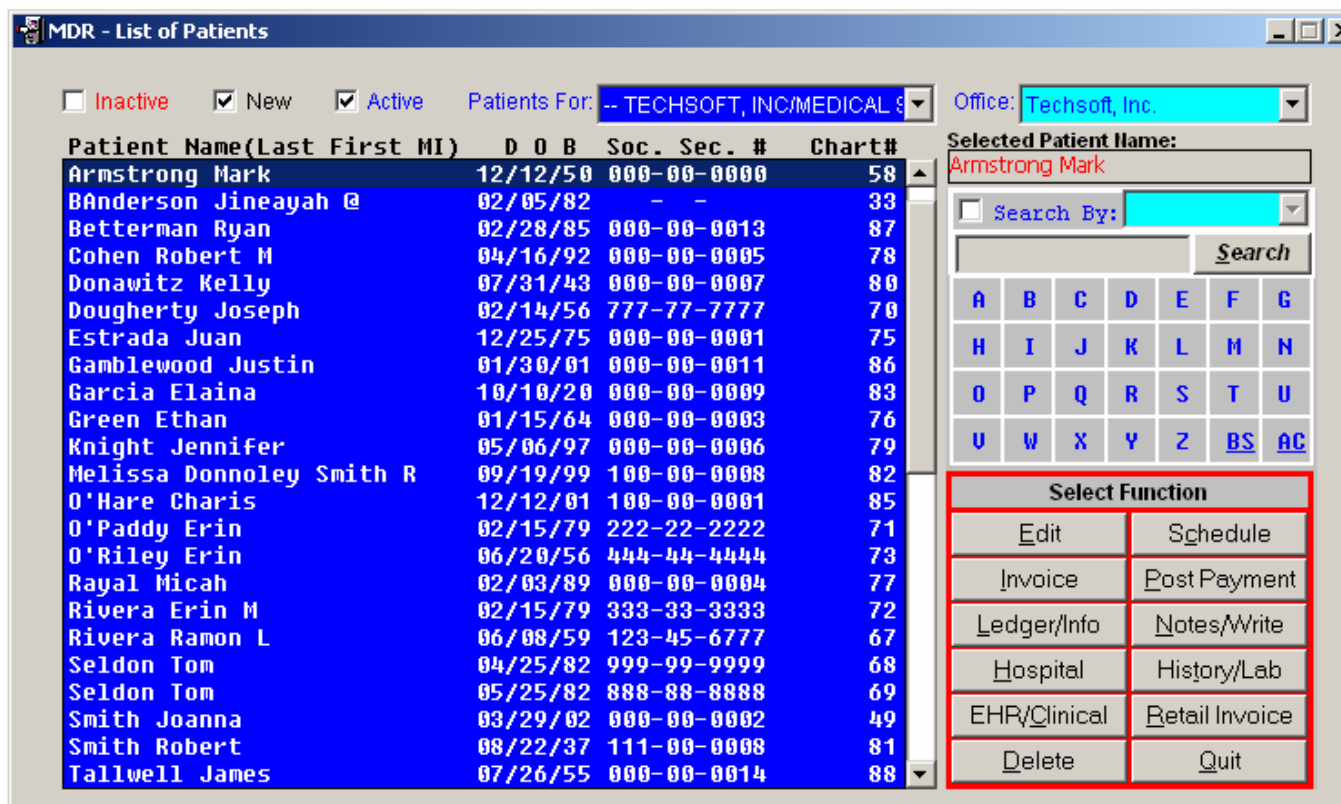 MDR - List of Patients
Inactive New Active Patients For: -- TECHSOFT, INC/MEDICAL S Office: Techsoft, Inc.
Patient Name(Last First MI) D O B Soc. Sec. # Chart#
Armstrong Mark 12/12/50 000-00-0000 58
BAnderson Jineayah @ 02/05/82 - - 33
Betterman Ryan 02/28/85 000-00-0013 87
Cohen Robert M 04/16/92 000-00-0005 78
Donawitz Kelly 07/31/43 000-00-0007 80
Dougherty Joseph 02/14/56 777-77-7777 70
Estrada Juan 12/25/75 000-00-0001 75
Gamblewood Justin 01/30/01 000-00-0011 86
Garcia Elaina 10/10/20 000-00-0009 83
Green Ethan 01/15/64 000-00-0003 76
Knight Jennifer 05/06/97 000-00-0006 79
Melissa Donnoley Smith R 09/19/99 100-00-0008 82
O'Hare Charis 12/12/01 100-00-0001 85
O'Paddy Erin 02/15/79 222-22-2222 71
O'Riley Erin 06/20/56 444-44-4444 73
Rayal Micah 02/03/89 000-00-0004 77
Rivera Erin M 02/15/79 333-33-3333 72
Rivera Ramon L 06/08/59 123-45-6777 67
Seldon Tom 04/25/82 999-99-9999 68
Seldon Tom 05/25/82 888-88-8888 69
Smith Joanna 03/29/02 000-00-0002 49
Smith Robert 08/22/37 111-00-0008 81
Tallwell James 07/26/55 000-00-0014 88
Selected Patient Name:
Armstrong Mark
Search By:
Search
A B C D E F G
H I J K L M N
O P Q R S T U
V W X Y Z BS AC
Select Function
Edit Schedule
Invoice Post Payment
Ledger/Info Notes/Write
Hospital History/Lab
EHR/Clinical Retail Invoice
Delete Quit